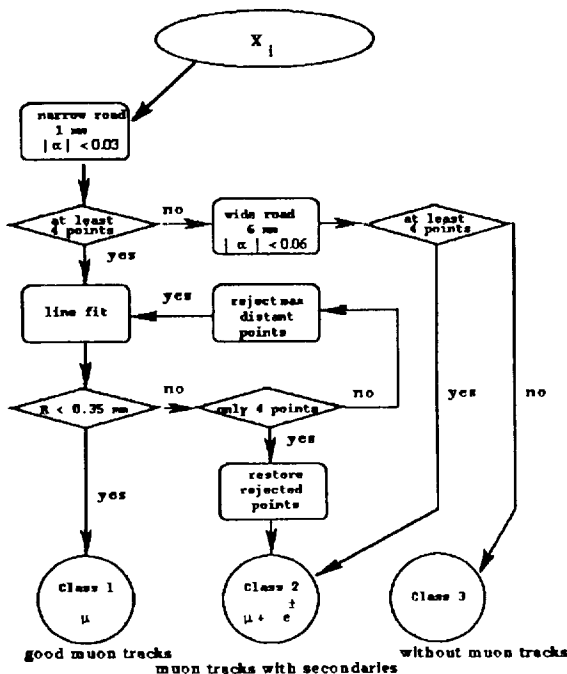 X i
narrow road
1 mm
|α| <0.03
at least
4 points
no
wide road
6 mm
|α| <0.06
at least
4 points
yes
line fit
yes
reject max
distant
points
R < 0.35 mm
no
only 4 points
no
yes
no
yes
yes
restore
rejected
points
Class 1
μ
Class 2
μ + e±
Class 3
good muon tracks
muon tracks with secondaries
without muon tracks